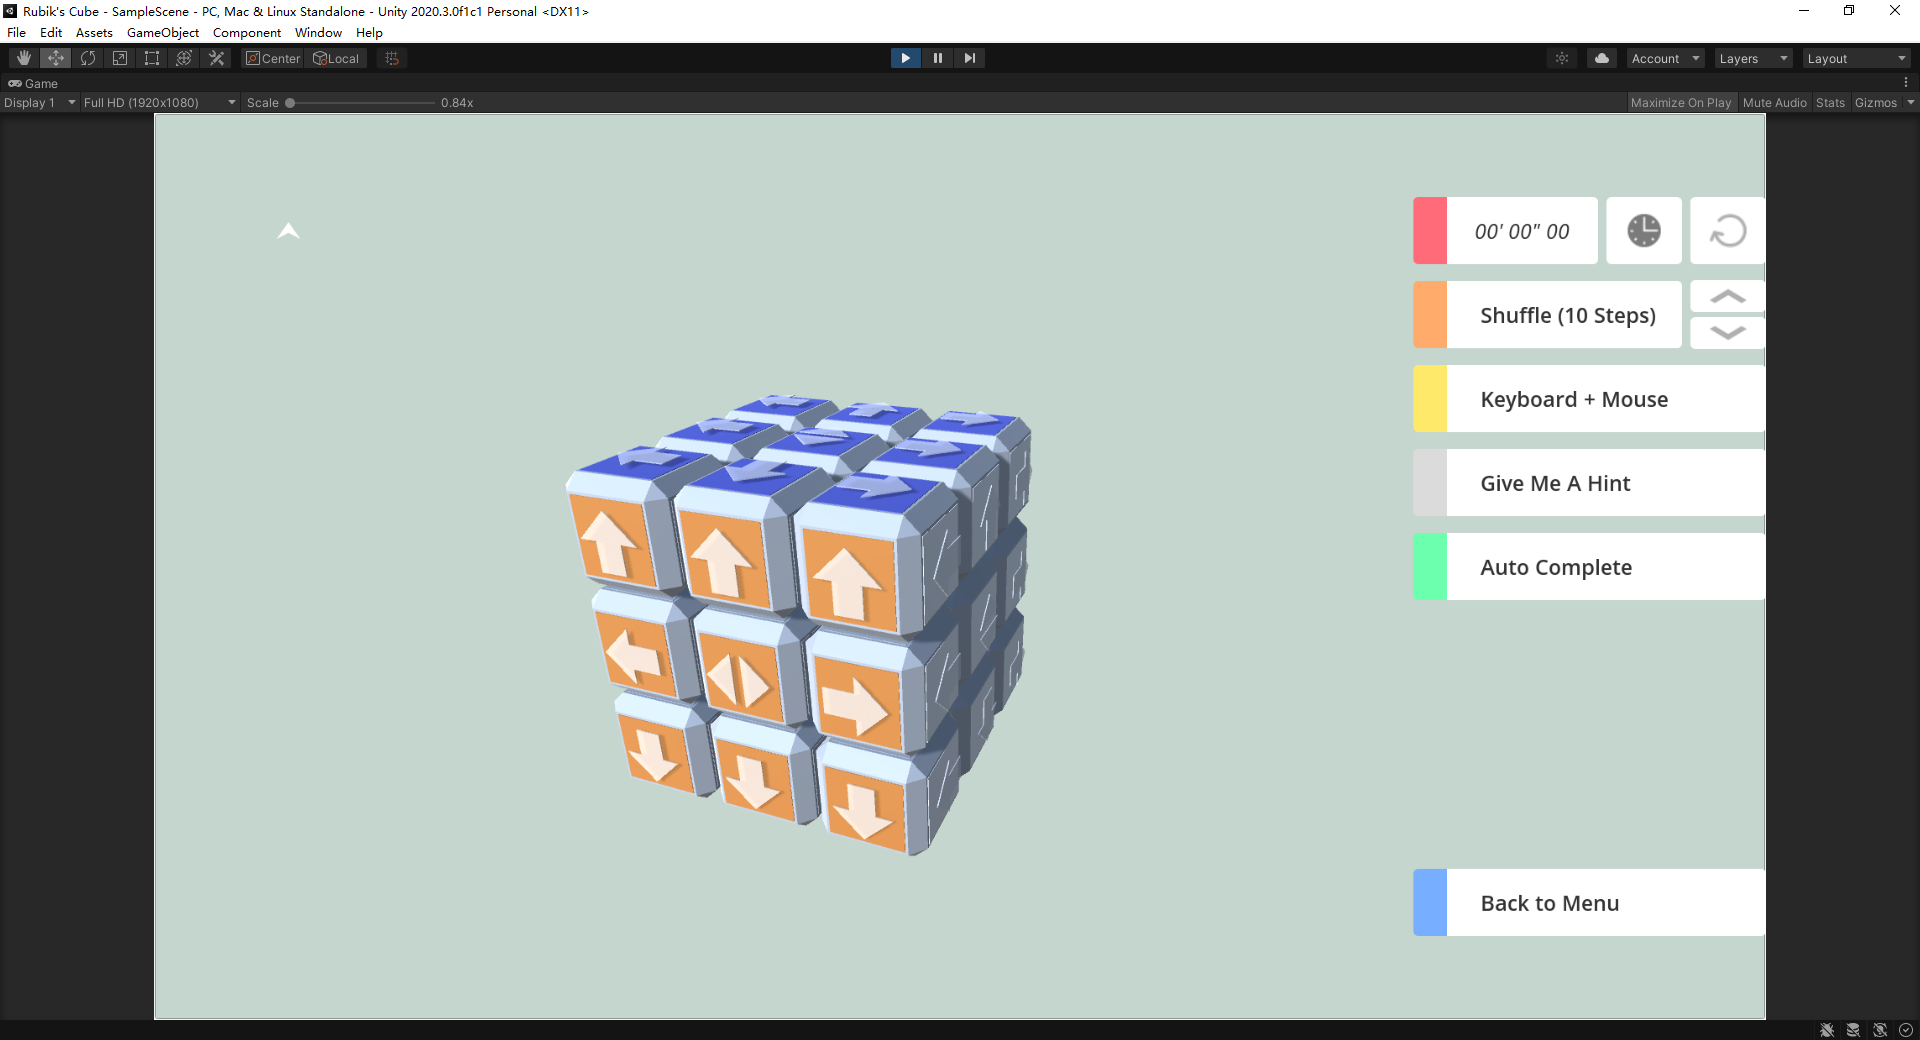 Rubik's Cube - SampleScene - PC, Mac & Linux Standalone - Unity 2020.3.0f1c1 Personal <DX11>
File Edit Assets GameObject Component Window Help
Center Local Account Layers Layout
Game
Display 1 Full HD (1920x1080) Scale 0.84x Maximize On Play Mute Audio Stats Gizmos
00' 00" 00
Shuffle (10 Steps)
Keyboard + Mouse
Give Me A Hint
Auto Complete
Back to Menu